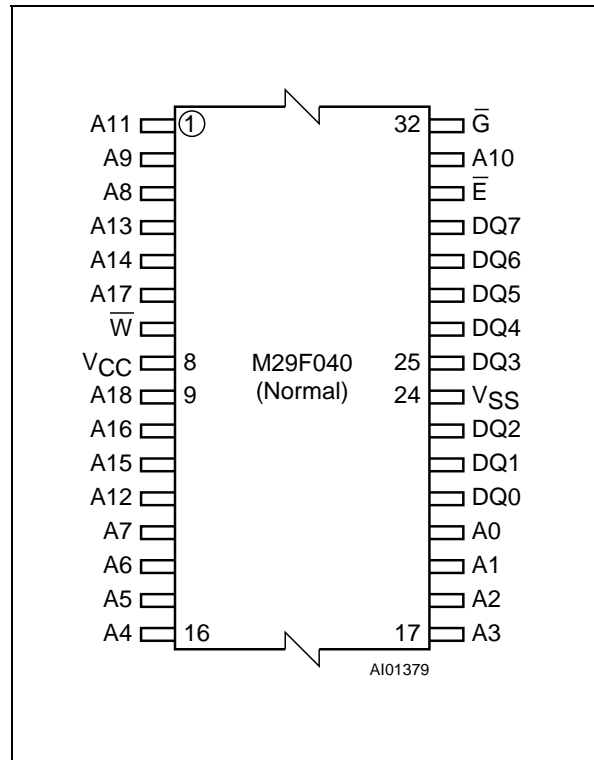 A11 1 32 G̅
A9 A10
A8 E̅
A13 DQ7
A14 DQ6
A17 DQ5
W̅ DQ4
VCC 8 M29F040 25 DQ3
A18 9 (Normal) 24 VSS
A16 DQ2
A15 DQ1
A12 DQ0
A7 A0
A6 A1
A5 A2
A4 16 17 A3
AI01379